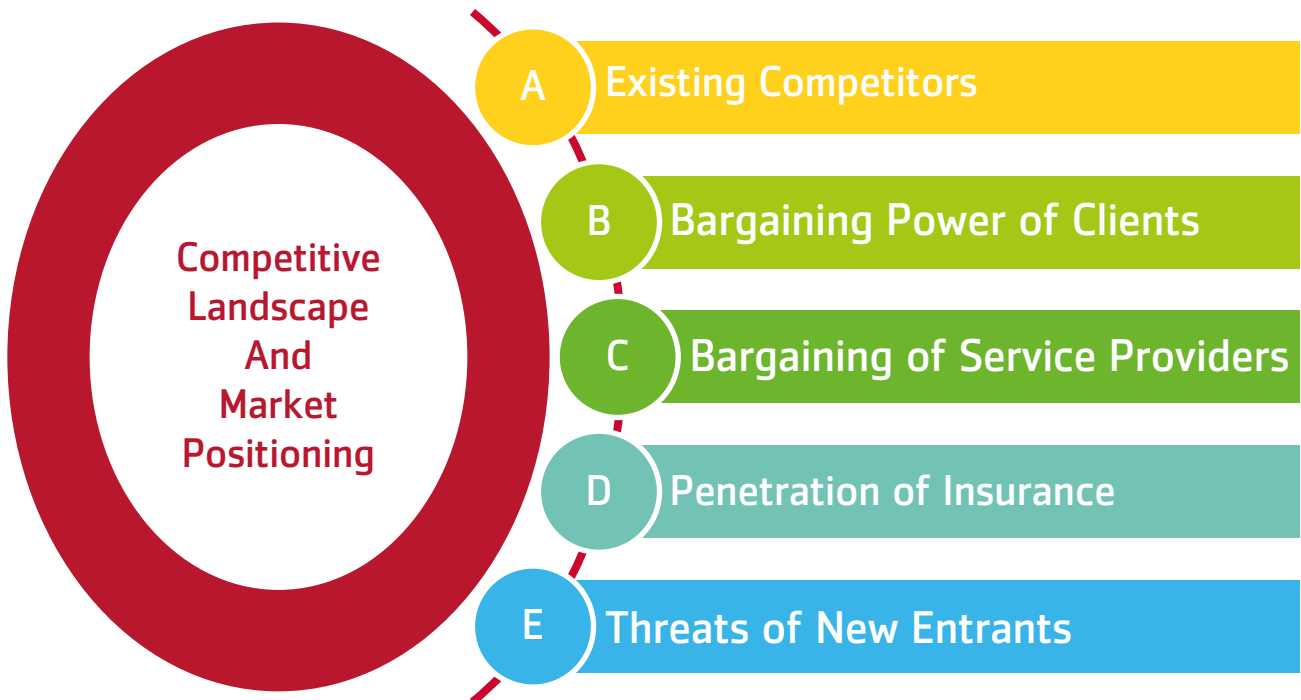 Competitive
Landscape
And
Market
Positioning
A
Existing Competitors
B
Bargaining Power of Clients
C
Bargaining of Service Providers
D
Penetration of Insurance
E
Threats of New Entrants